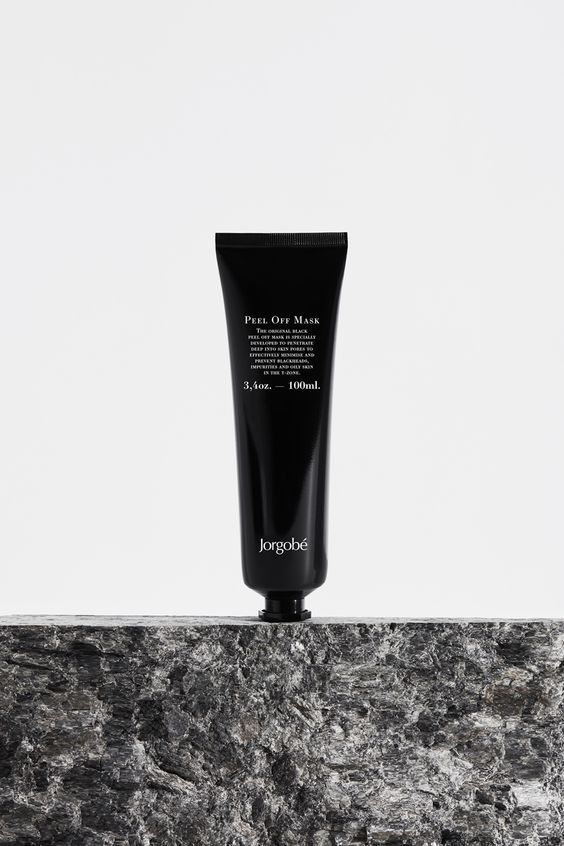 PEEL OFF MASK
THE ORIGINAL BLACK
PEEL OFF MASK IS SPECIALLY
DEVELOPED TO PENETRATE
DEEP INTO SKIN PORES TO
EFFECTIVELY MINIMISE AND
PREVENT BLACKHEADS,
IMPURITIES AND OILY SKIN
IN THE T-ZONE.
3,4oz. — 100ml.
Jorgobé